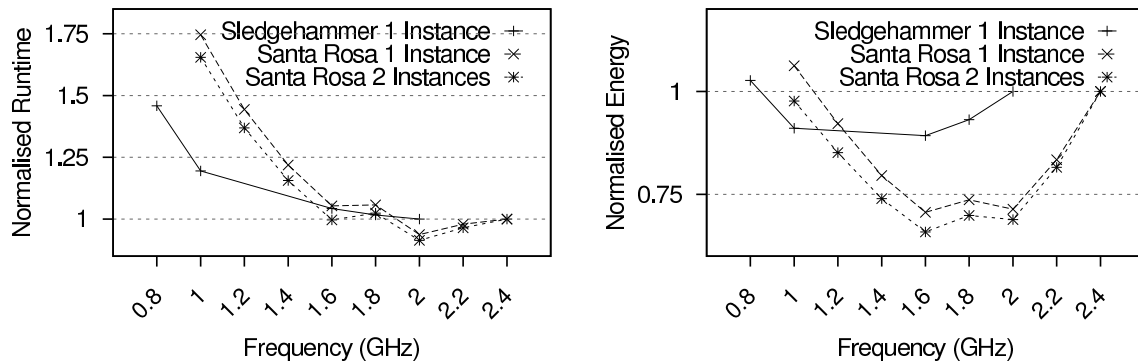 Normalised Runtime
1.75
1.5
1.25
1
Sledgehammer 1 Instance
Santa Rosa 1 Instance
Santa Rosa 2 Instances
0.8
1
1.2
1.4
1.6
1.8
2
2.2
2.4
Frequency (GHz)
Normalised Energy
1
0.75
Sledgehammer 1 Instance
Santa Rosa 1 Instance
Santa Rosa 2 Instances
0.8
1
1.2
1.4
1.6
1.8
2
2.2
2.4
Frequency (GHz)